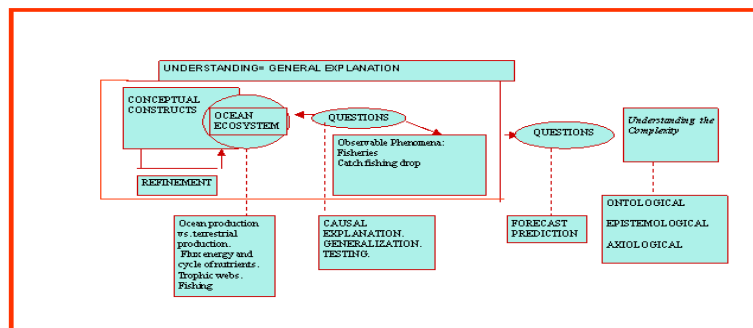 UNDERSTANDING= GENERAL EXPLANATION
CONCEPTUAL
CONSTRUCTS
OCEAN
ECOSYSTEM
QUESTIONS
Observable Phenomena:
Fisheries
Catch fishing drop
REFINEMENT
QUESTIONS
Understanding the
Complexity
Ocean production
vs. terrestrial
production.
Flux energy and
cycle of nutrients.
Trophic webs.
Fishing
CAUSAL
EXPLANATION.
GENERALIZATION.
TESTING.
FORECAST
PREDICTION
ONTOLOGICAL
EPISTEMOLOGICAL
AXIOLOGICAL